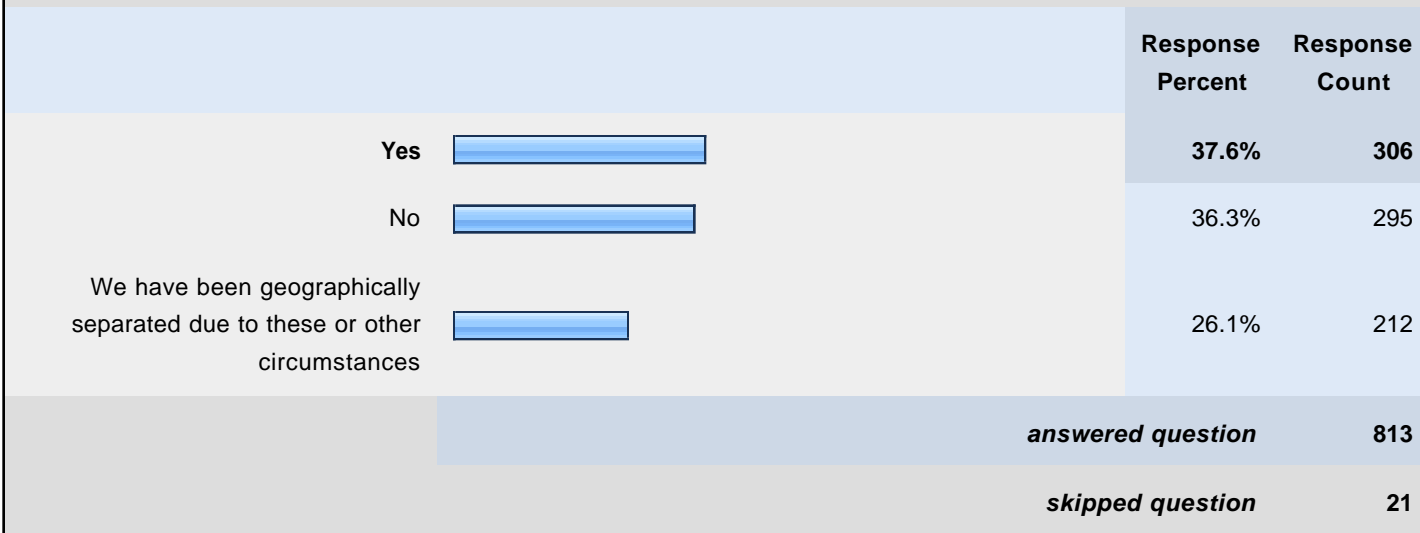 Response Response
Percent Count
Yes 37.6% 306
No 36.3% 295
We have been geographically
separated due to these or other 26.1% 212
circumstances
answered question 813
skipped question 21